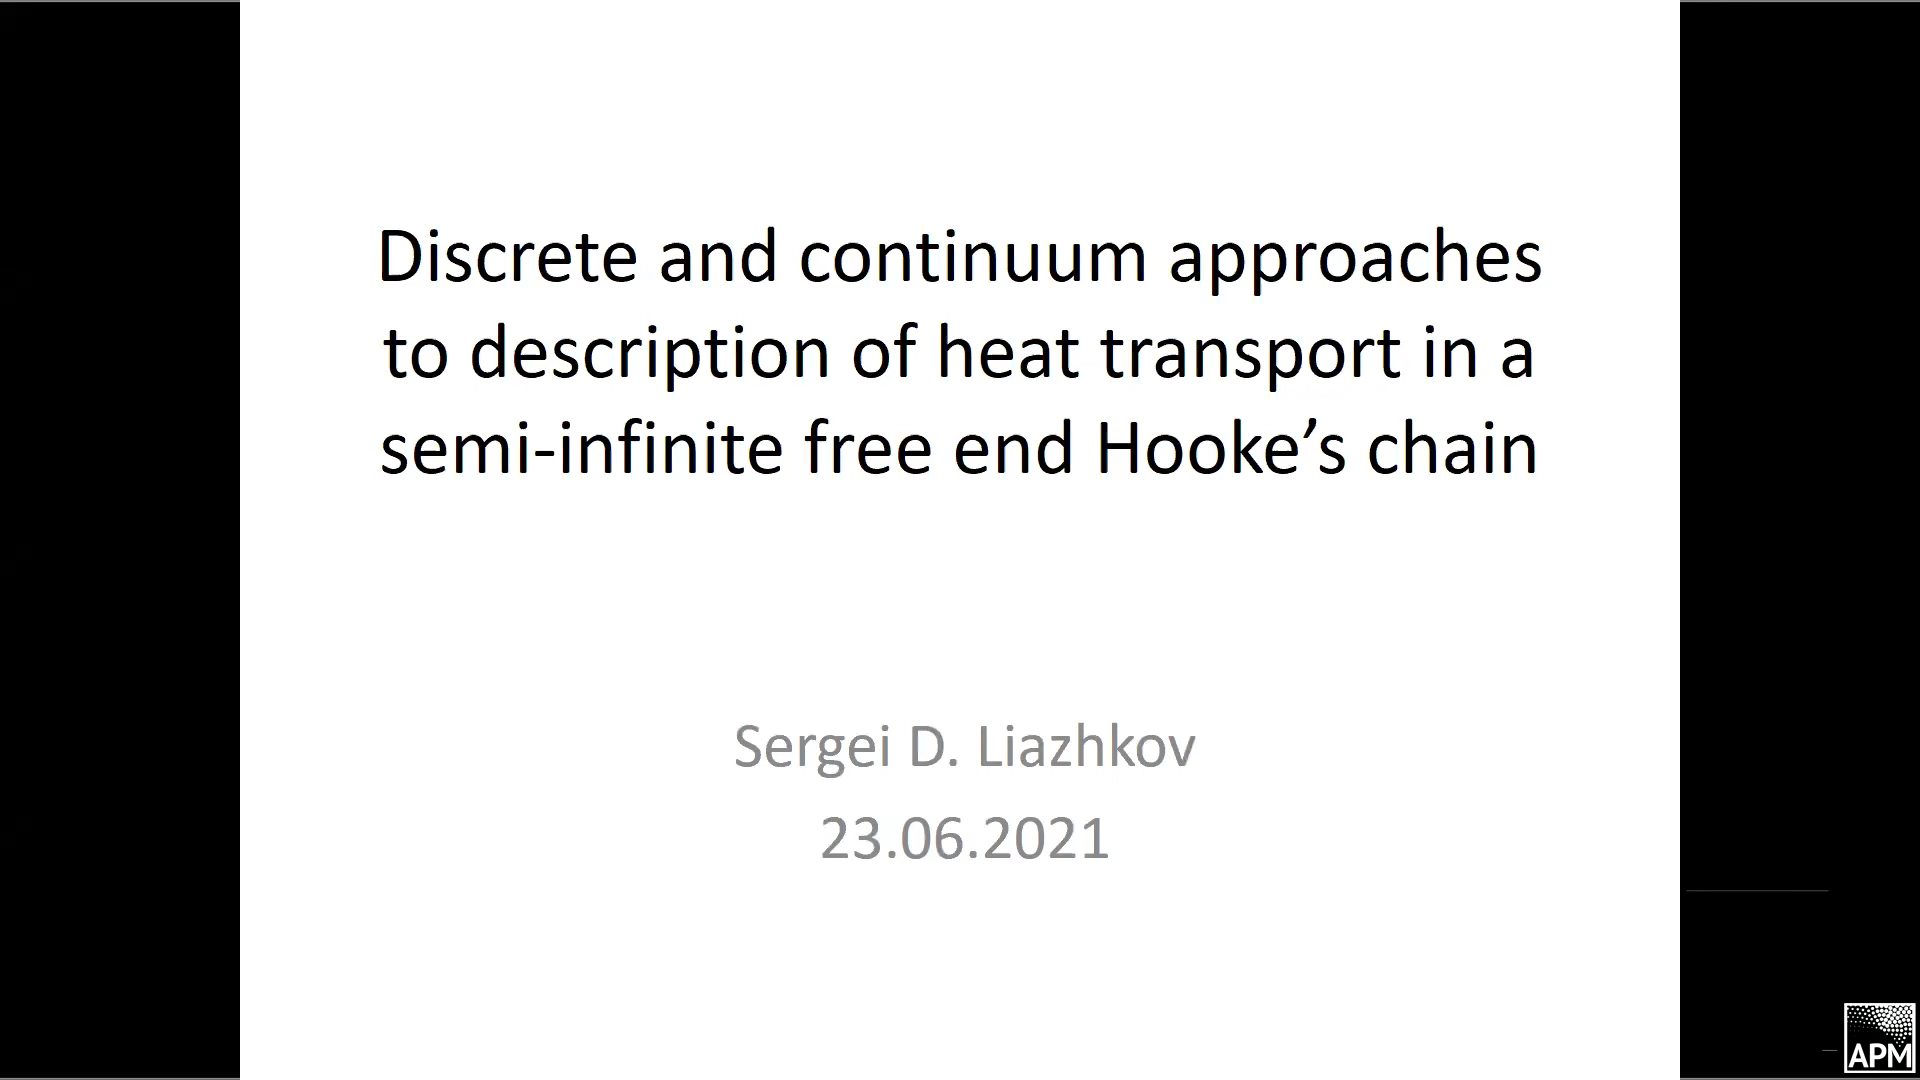 Discrete and continuum approaches
to description of heat transport in a
semi-infinite free end Hooke’s chain
Sergei D. Liazhkov
23.06.2021
APM